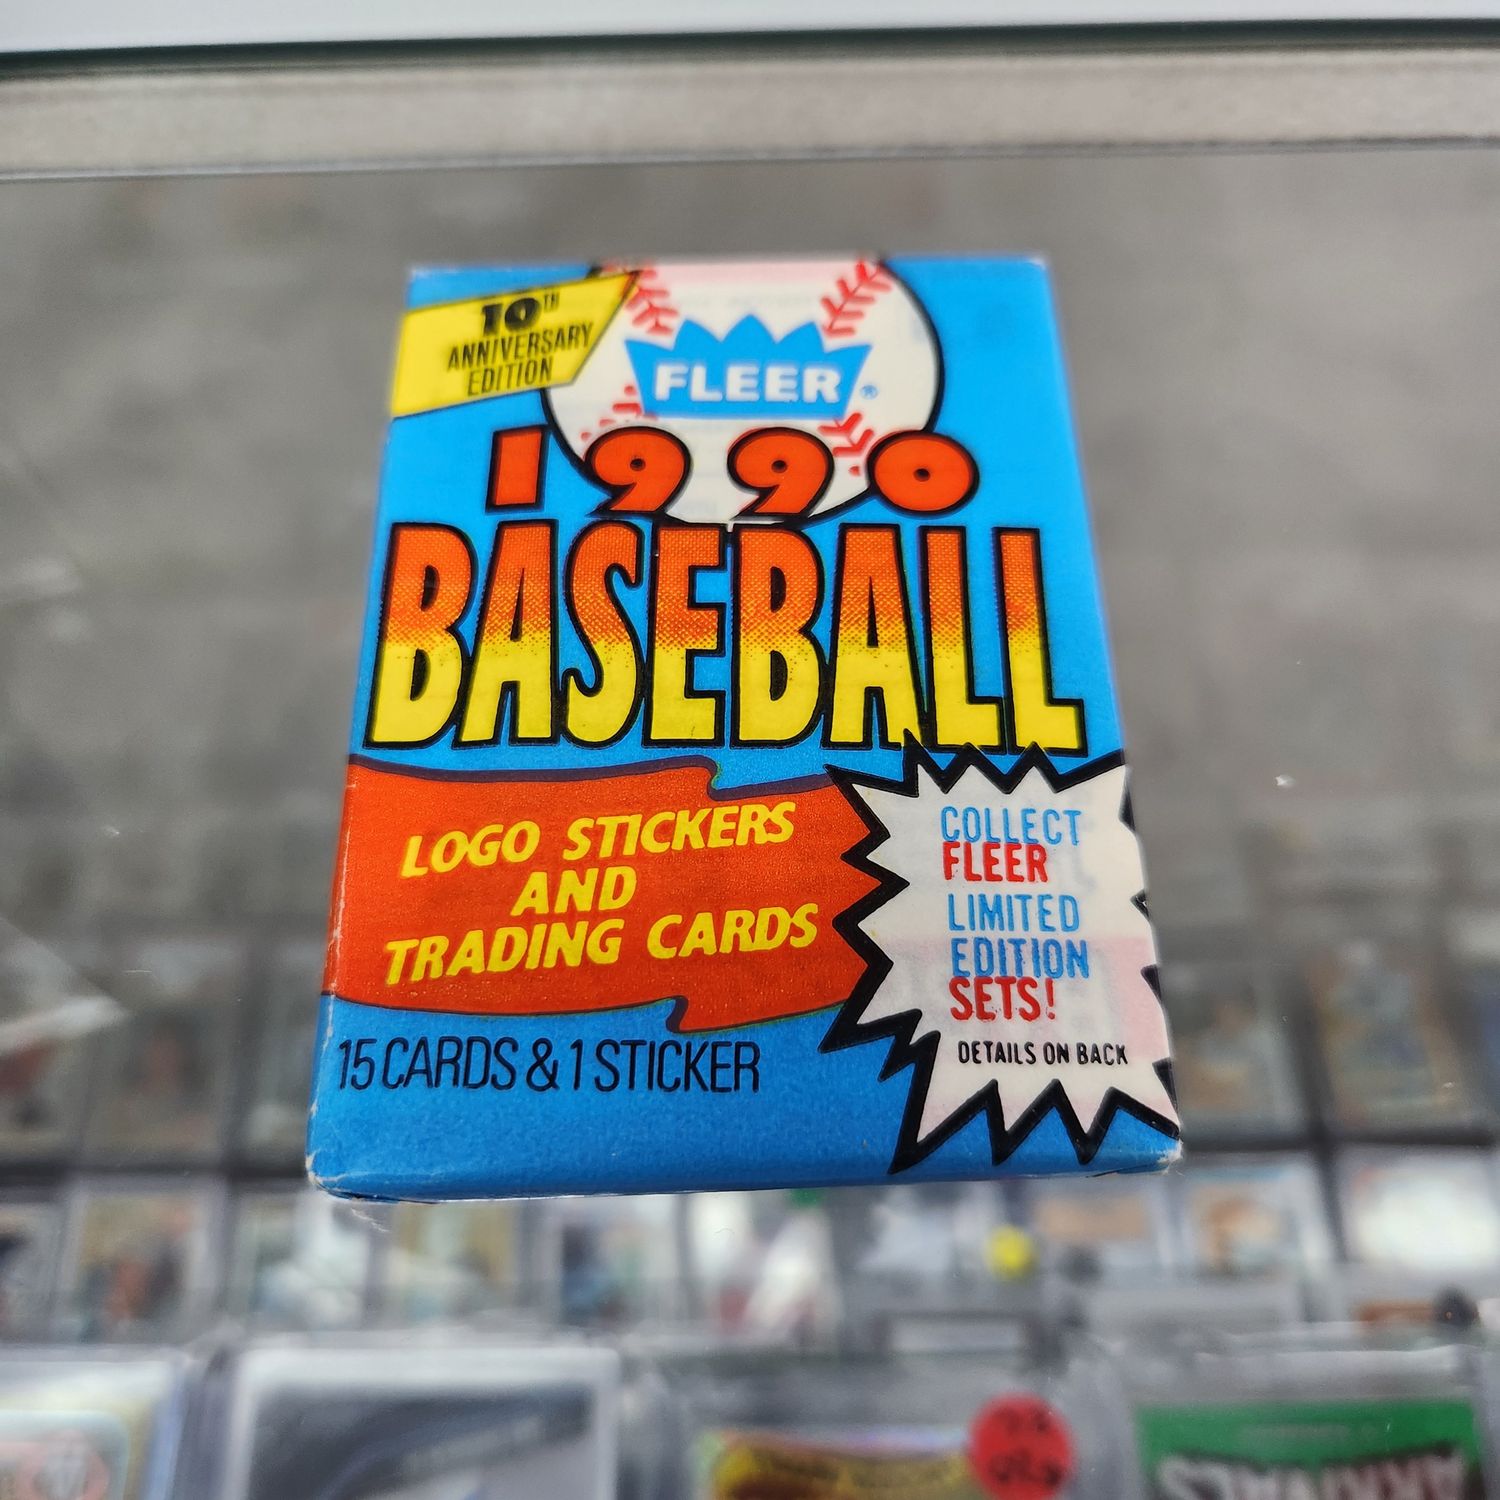 10TH
ANNIVERSARY
EDITION
FLEER®
1990
BASEBALL
LOGO STICKERS
AND
TRADING CARDS
15 CARDS & 1 STICKER
COLLECT
FLEER
LIMITED
EDITION
SETS!
DETAILS ON BACK
ARRIVALS